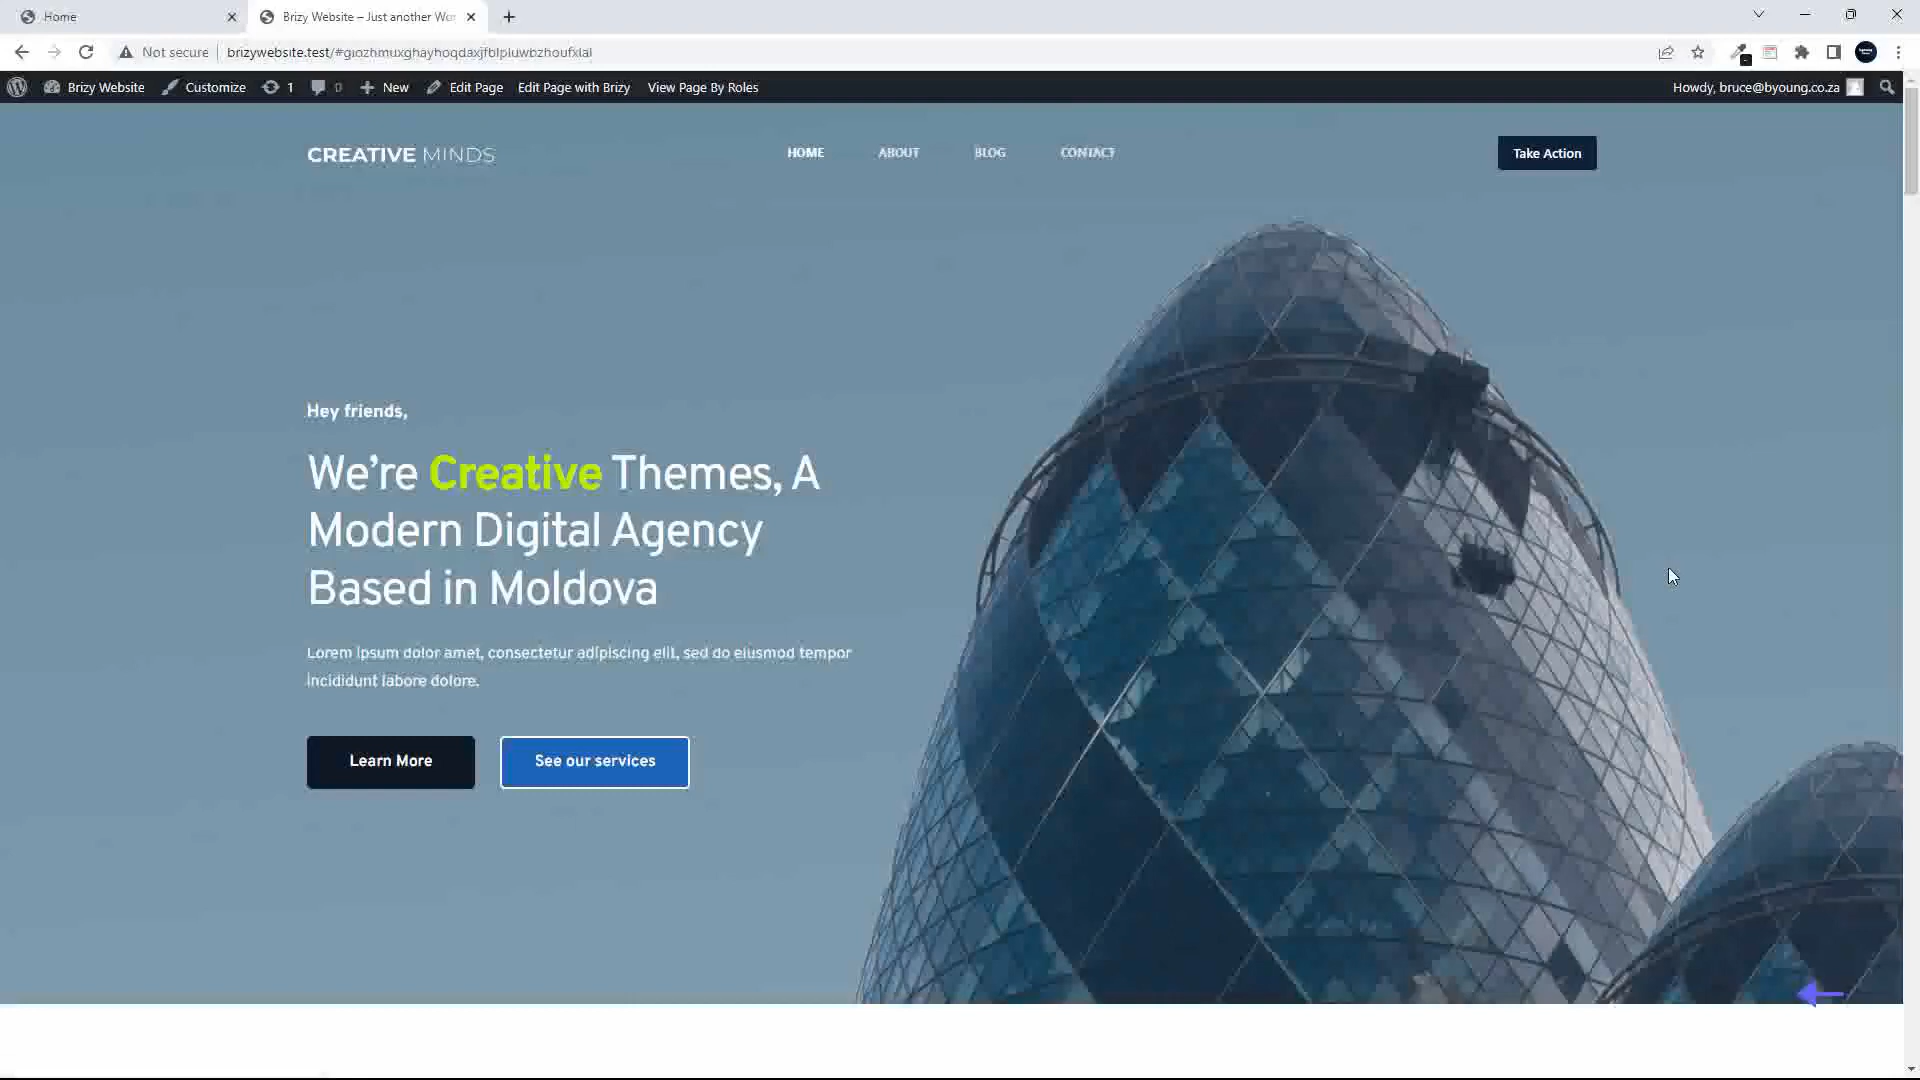 Home
Brizy Website – Just another Wor
Not secure
brizywebsite.test/#giozhmuxghayhoqdaxjfblpluwbzhoufxlal
Brizy Website
Customize
1
0
New
Edit Page
Edit Page with Brizy
View Page By Roles
Howdy, bruce@byoung.co.za
CREATIVE MINDS
HOME
ABOUT
BLOG
CONTACT
Take Action
Hey friends,
We’re Creative Themes, A
Modern Digital Agency
Based in Moldova
Lorem ipsum dolor amet, consectetur adipiscing elit, sed do eiusmod tempor
incididunt labore dolore.
Learn More
See our services